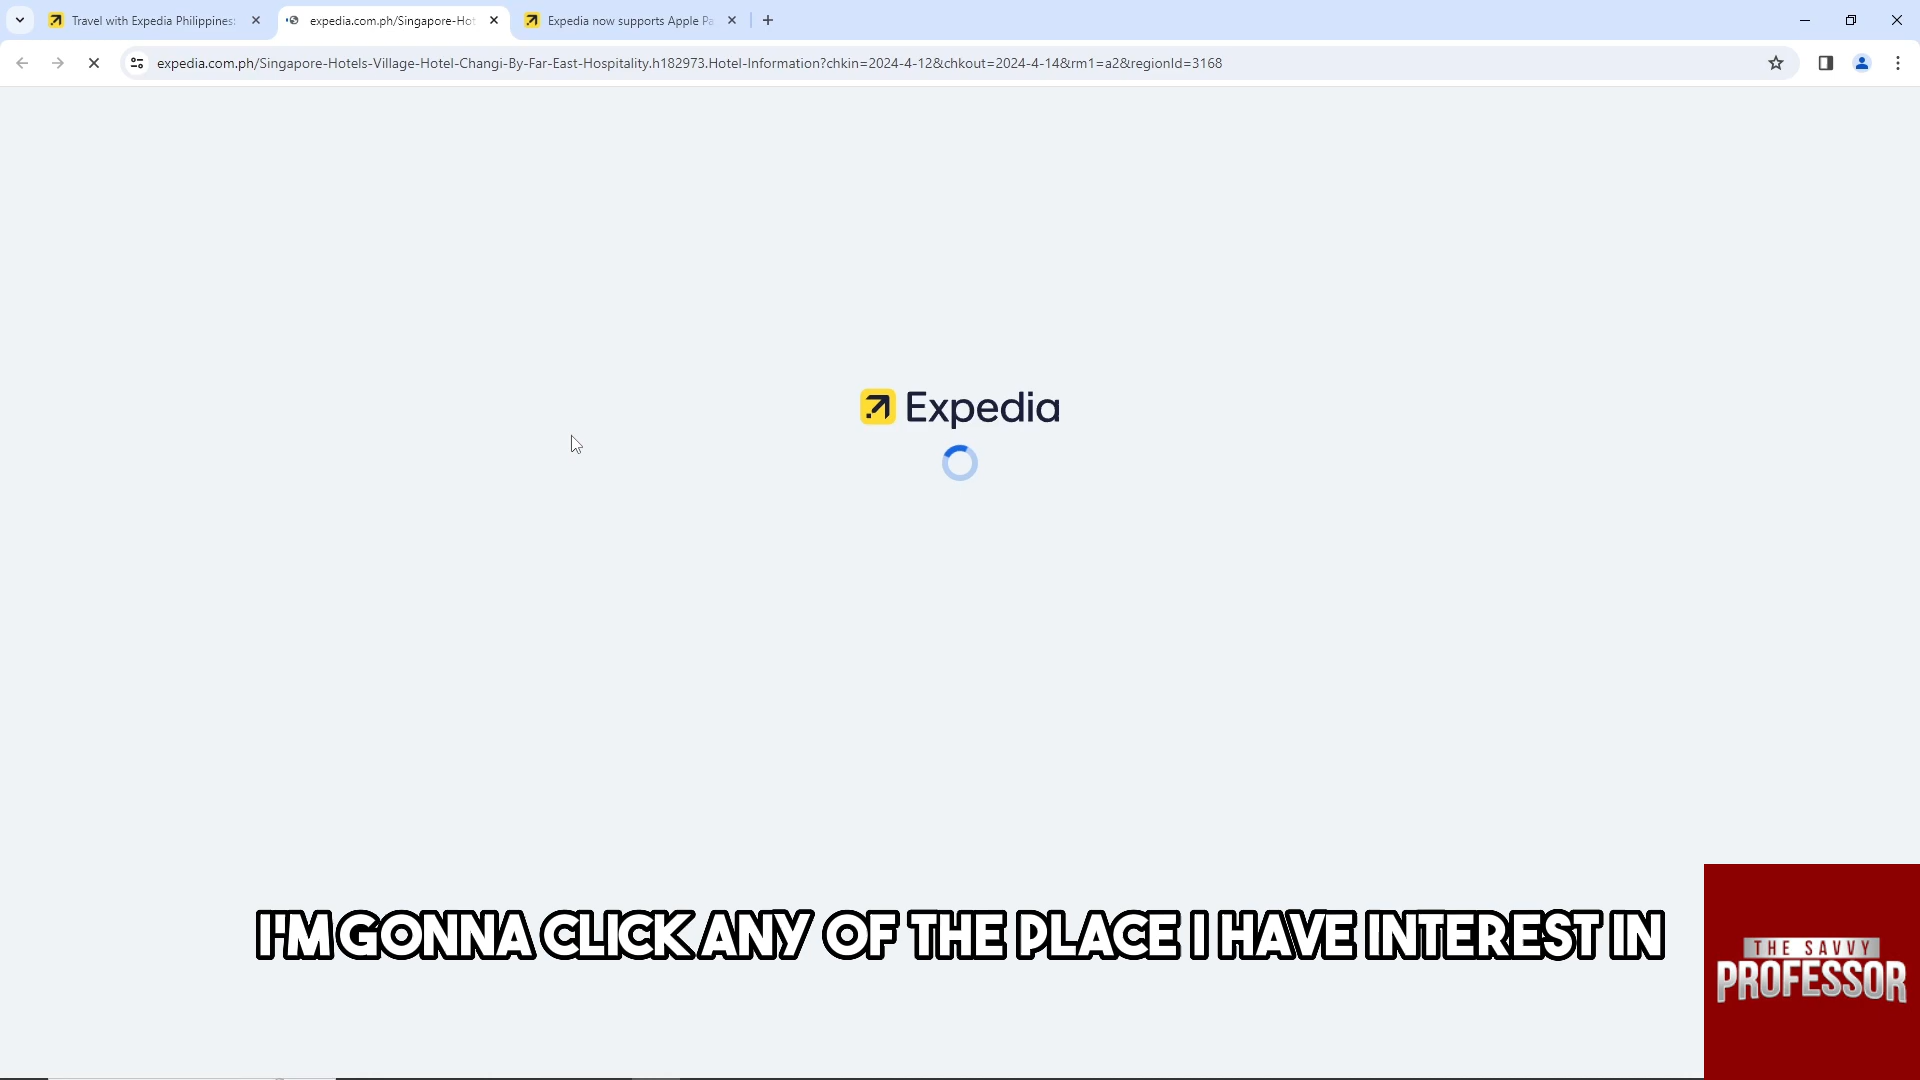 Travel with Expedia Philippines:
expedia.com.ph/Singapore-Hot
Expedia now supports Apple Pa
expedia.com.ph/Singapore-Hotels-Village-Hotel-Changi-By-Far-East-Hospitality.h182973.Hotel-Information?chkin=2024-4-12&chkout=2024-4-14&rm1=a2&regionId=3168
Expedia
I'M GONNA CLICK ANY OF THE PLACE I HAVE INTEREST IN
THE SAVVY
PROFESSOR